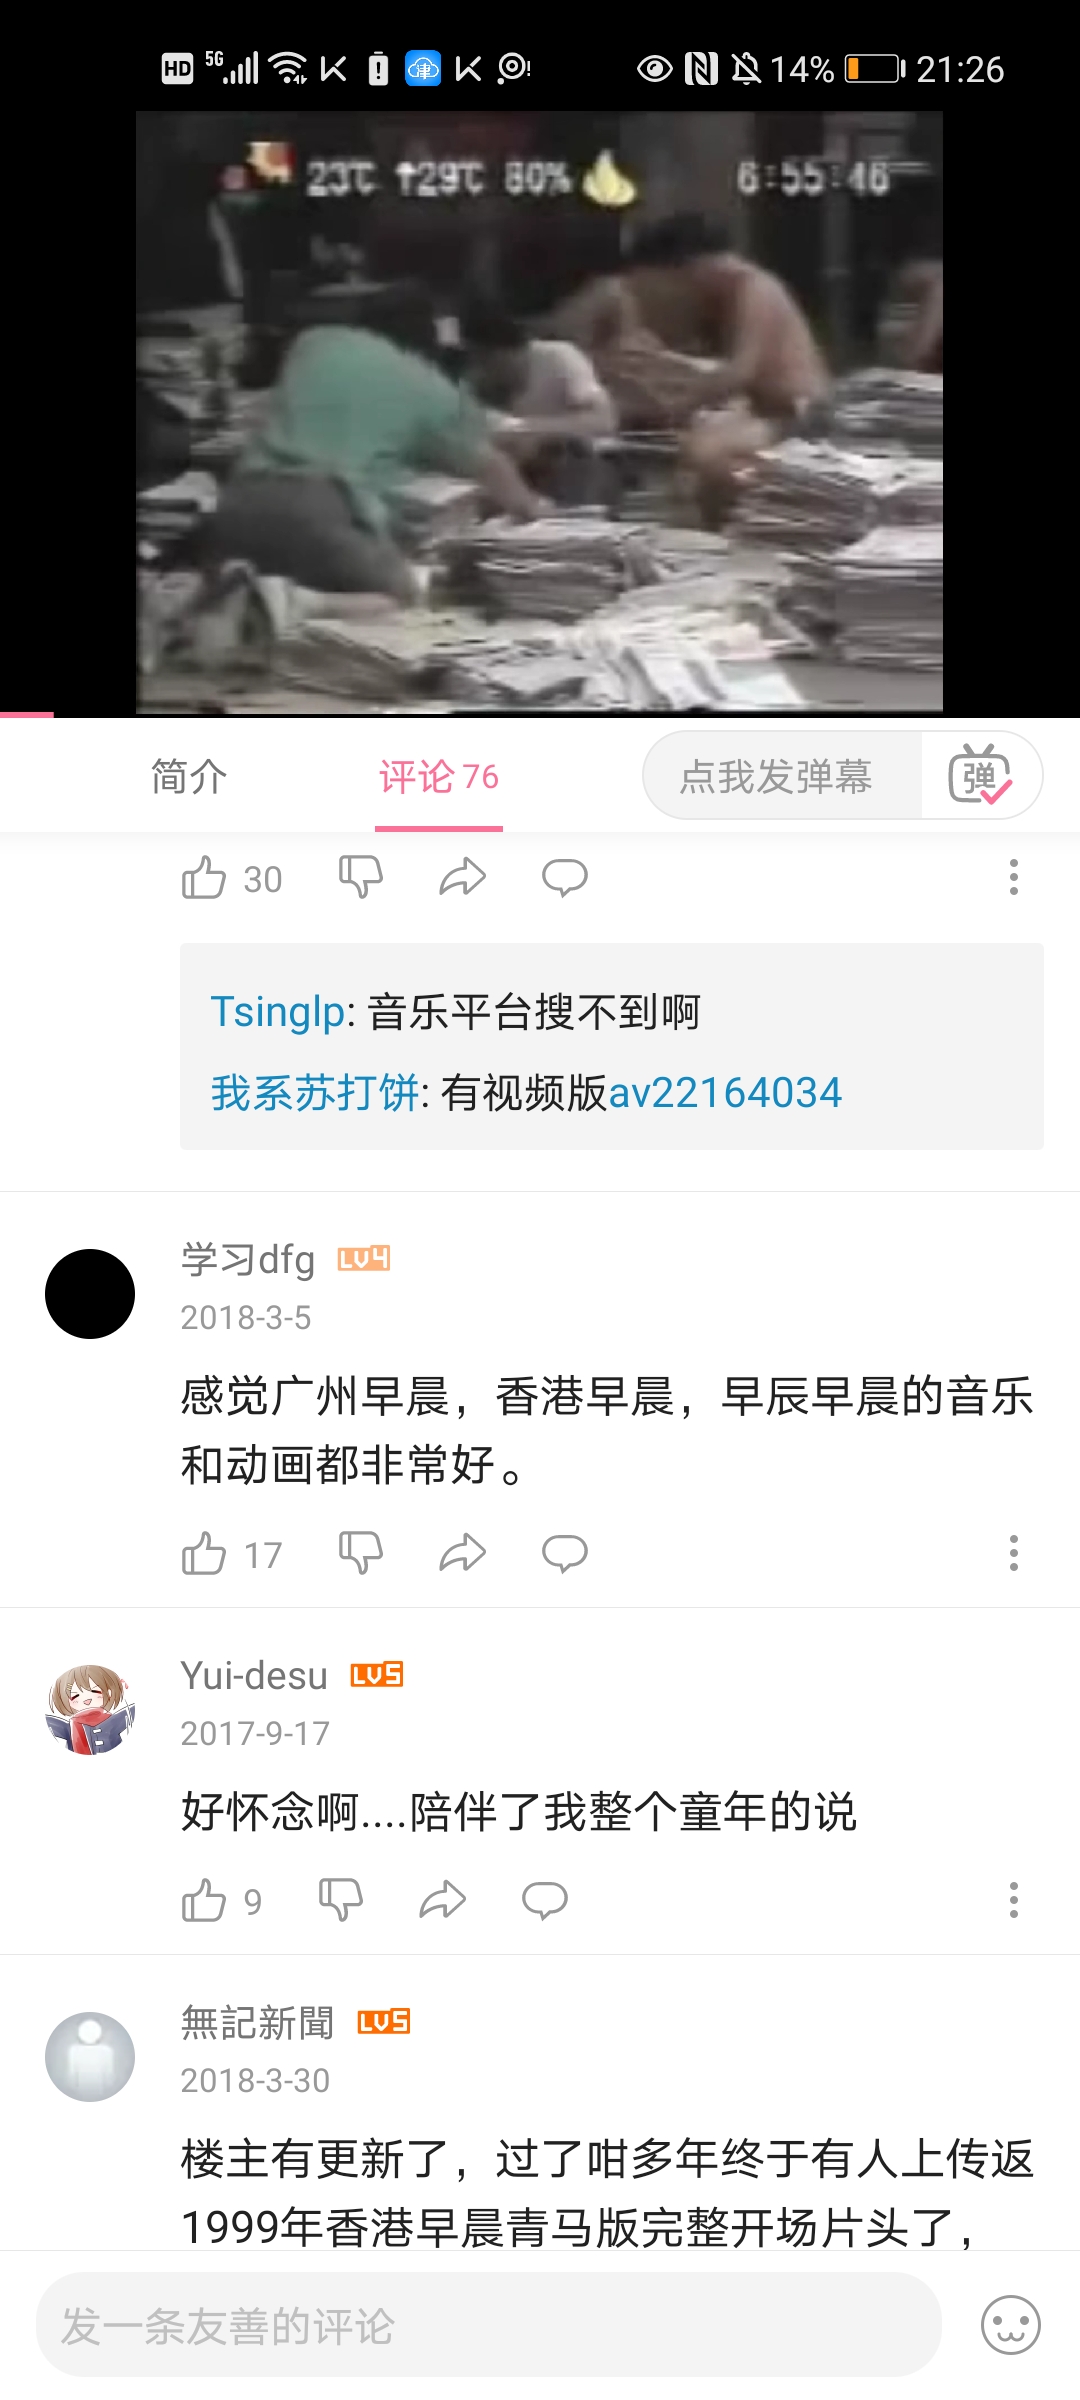 HD 5G 津 14% 21:26
23℃ ↑29℃ 80% 6:55:46
简介 评论 76 点我发弹幕 弹
30
Tsinglp: 音乐平台搜不到啊
我系苏打饼: 有视频版av22164034
学习dfg LV4
2018-3-5
感觉广州早晨，香港早晨，早辰早晨的音乐
和动画都非常好。
17
Yui-desu LV5
2017-9-17
好怀念啊....陪伴了我整个童年的说
9
無記新聞 LV5
2018-3-30
楼主有更新了，过了咁多年终于有人上传返
1999年香港早晨青马版完整开场片头了，
发一条友善的评论